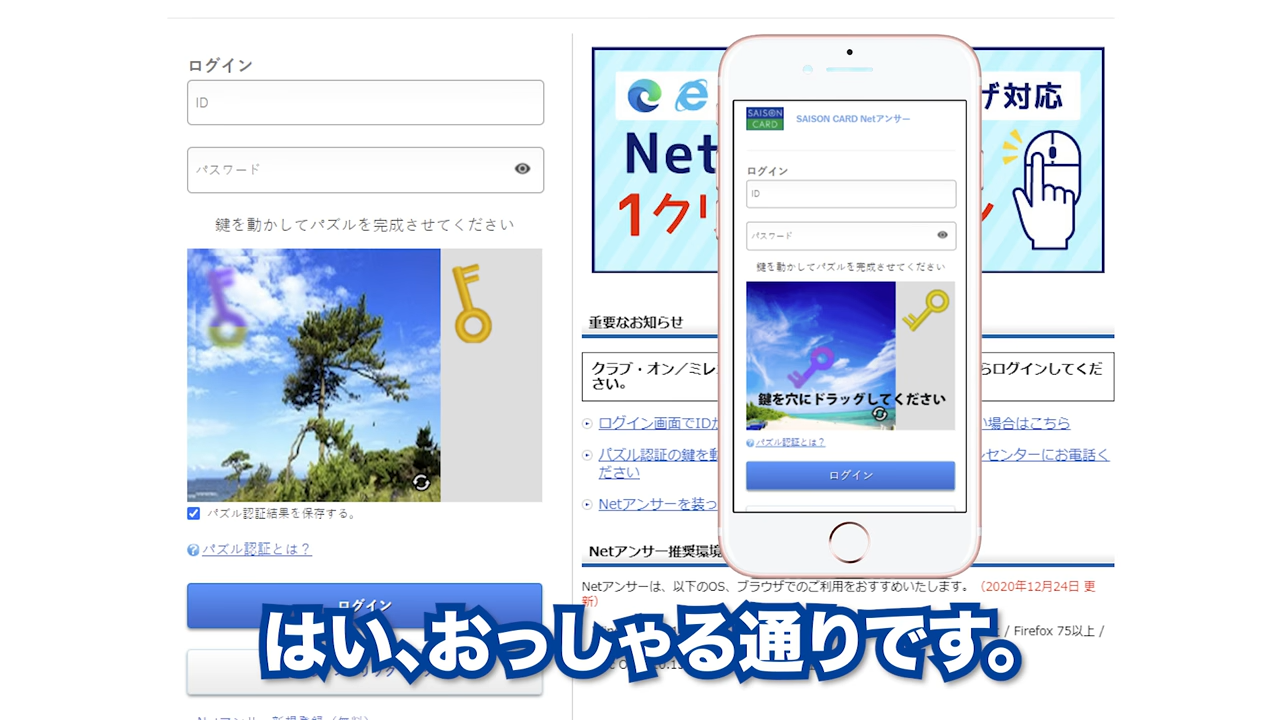 ログイン
ID
パスワード
鍵を動かしてパズルを完成させてください
パズル認証結果を保存する。
パズル認証とは?
ログイン
Net
1クリ
ザ対応
重要なお知らせ
クラブ・オン/ミレ
らログインしてくだ
さい。
ログイン画面でIDが
い場合はこちら
パズル認証の鍵を動
ルセンターにお電話く
ださい
Netアンサーを装っ
Netアンサー推奨環境
Netアンサーは、以下のOS、ブラウザでのご利用をおすすめいたします。(2020年12月24日 更
新)
/ Firefox 75以上 /
SAISON
CARD
SAISON CARD Netアンサー
ログイン
ID
パスワード
鍵を動かしてパズルを完成させてください
鍵を穴にドラッグしてください
パズル認証とは?
ログイン
はい、おっしゃる通りです。